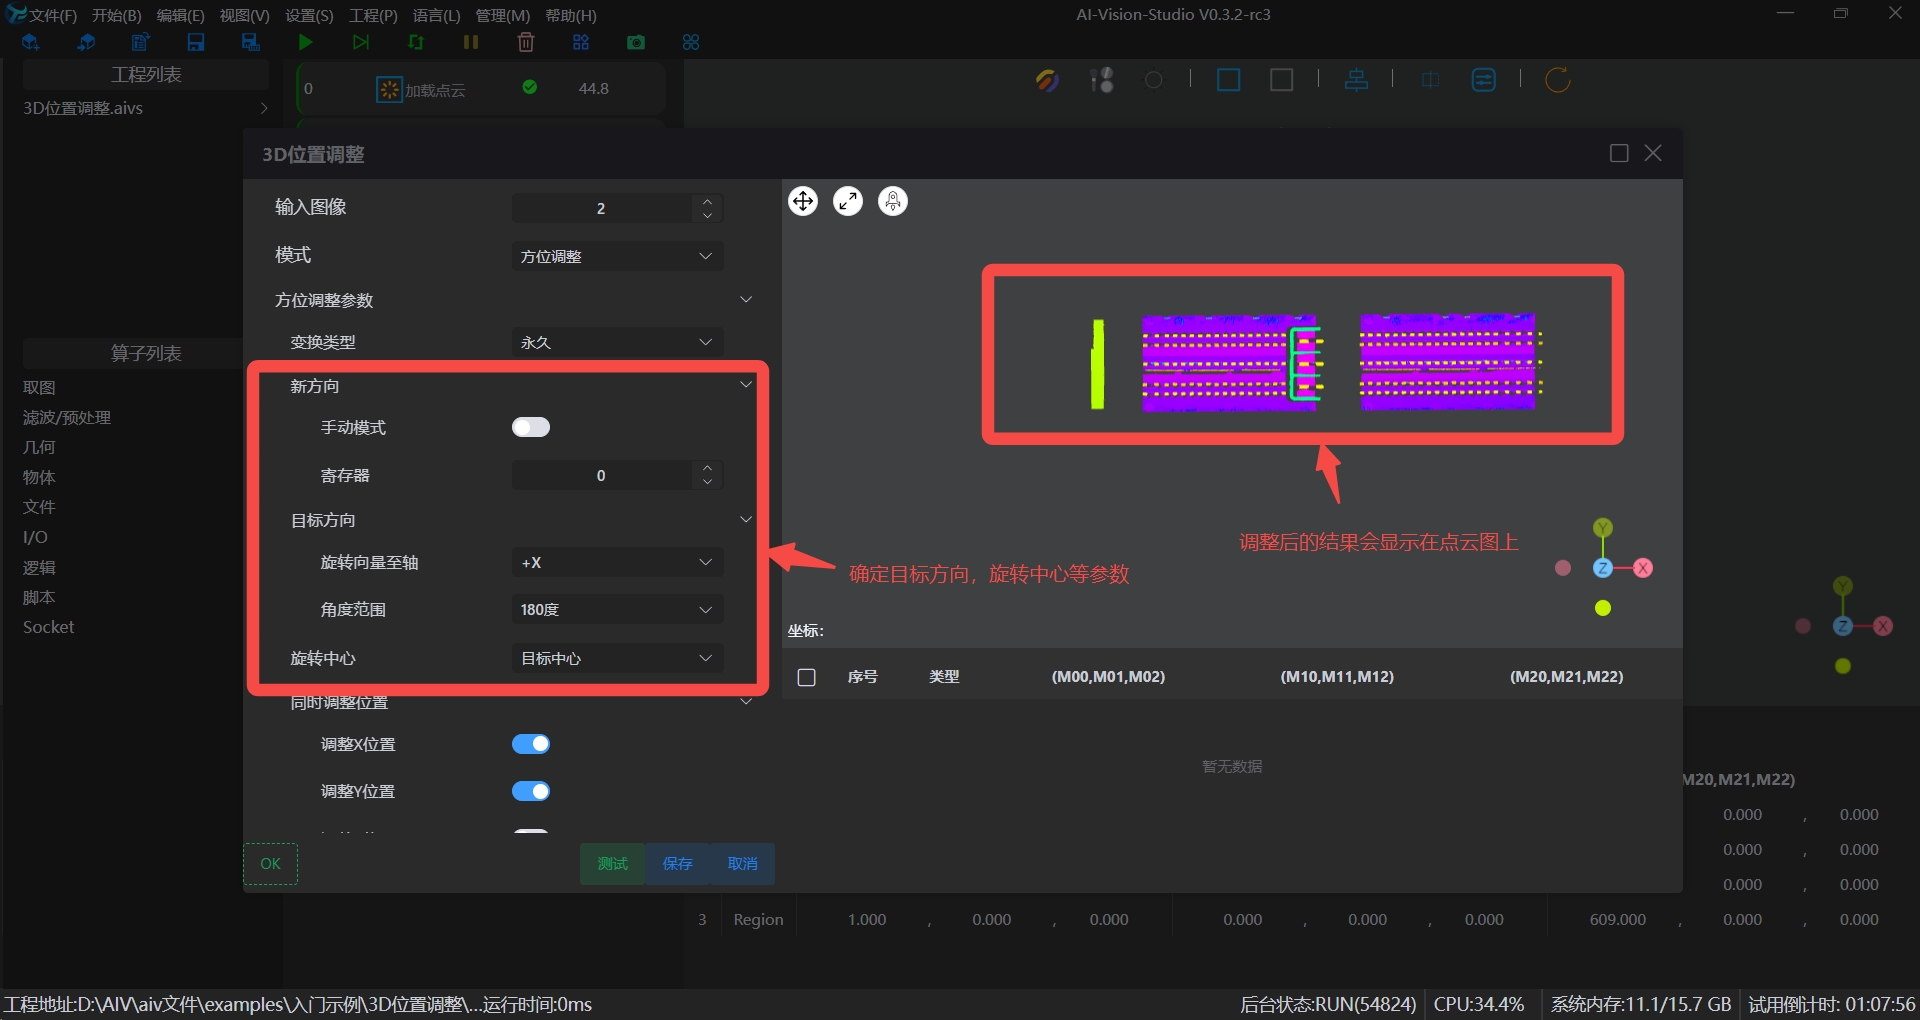 文件(F) 开始(B) 编辑(E) 视图(V) 设置(S) 工程(P) 语言(L) 管理(M) 帮助(H)
AI-Vision-Studio V0.3.2-rc3
工程列表
3D位置调整.aivs
0 加载点云 44.8
算子列表
取图
滤波/预处理
几何
物体
文件
I/O
逻辑
脚本
Socket
3D位置调整
输入图像 2
模式 方位调整
方位调整参数
变换类型 永久
新方向
手动模式
寄存器 0
目标方向
旋转向量至轴 +X
角度范围 180度
旋转中心 目标中心
同时调整位置
调整X位置
调整Y位置
OK
测试 保存 取消
调整后的结果会显示在点云图上
确定目标方向，旋转中心等参数
Y
Z X
坐标:
序号 类型 (M00,M01,M02) (M10,M11,M12) (M20,M21,M22)
暂无数据
Y
Z X
M20,M21,M22)
0.000 , 0.000
0.000 , 0.000
0.000 , 0.000
3 Region 1.000 , 0.000 , 0.000 0.000 , 0.000 , 0.000 609.000 , 0.000 , 0.000
工程地址:D:\AIV\aiv文件\examples\入门示例\3D位置调整\...运行时间:0ms
后台状态:RUN(54824) CPU:34.4% 系统内存:11.1/15.7 GB 试用倒计时: 01:07:56